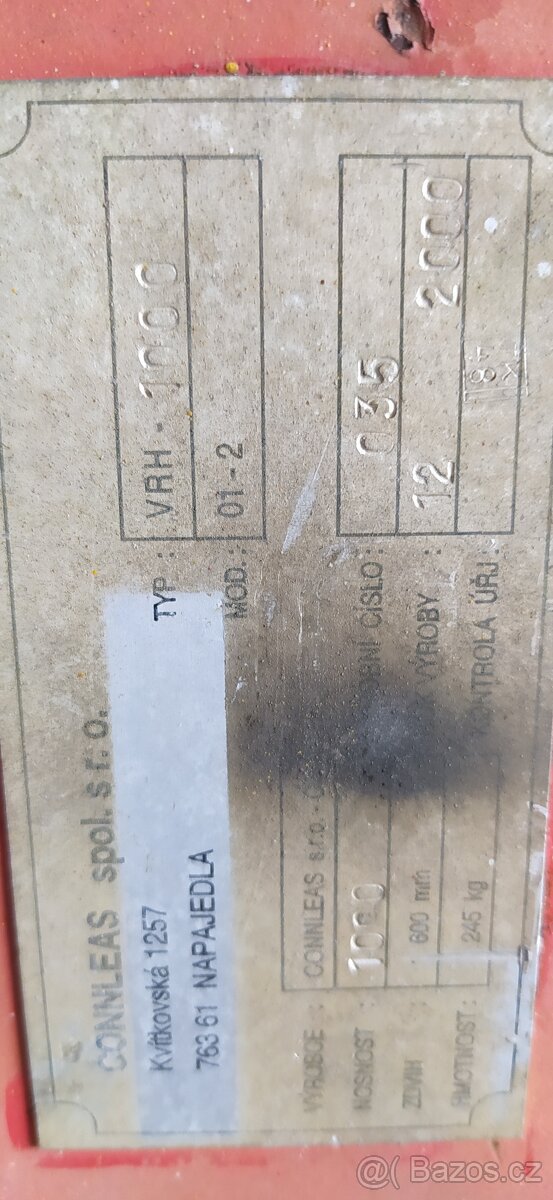 CONNLEAS spol. s r. o.
Kvítkovská 1257
763 61 NAPAJEDLA
TYP : VRH - 1000
MOD. : 01 - 2
VÝROBCE : CONNLEAS s.r.o. -
NOSNOST : 1000
ČÍSLO : 035
ZDVIH : 600 mm
VÝROBY : 12 2000
HMOTNOST : 245 kg
KONTROLA ÚŘJ :
@( Bazos.cz